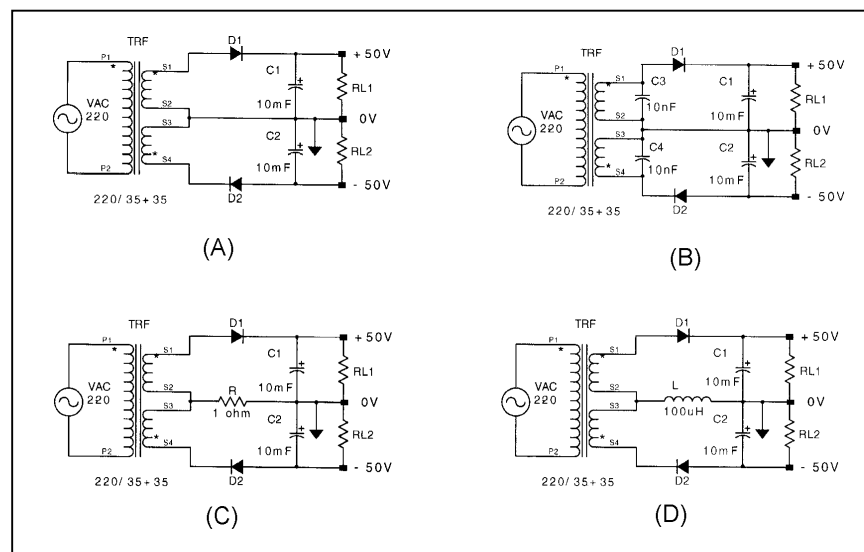 TRF
P1
*
S1
*
D1
+ 50V
C1
+
10mF
RL1
VAC
220
S2
0V
S3
C2
+
10mF
RL2
*
S4
P2
D2
- 50V
220/ 35+35
(A)
TRF
P1
*
S1
*
D1
+ 50V
C3
10nF
C1
+
10mF
RL1
VAC
220
S2
0V
S3
C4
10nF
C2
+
10mF
RL2
*
S4
P2
D2
- 50V
220/ 35+35
(B)
TRF
P1
*
S1
*
D1
+ 50V
C1
+
10mF
RL1
VAC
220
S2
R
1 ohm
0V
S3
C2
+
10mF
RL2
*
S4
P2
D2
- 50V
220/ 35+35
(C)
TRF
P1
*
S1
*
D1
+ 50V
C1
+
10mF
RL1
VAC
220
S2
L
100uH
0V
S3
C2
+
10mF
RL2
*
S4
P2
D2
- 50V
220/ 35+35
(D)